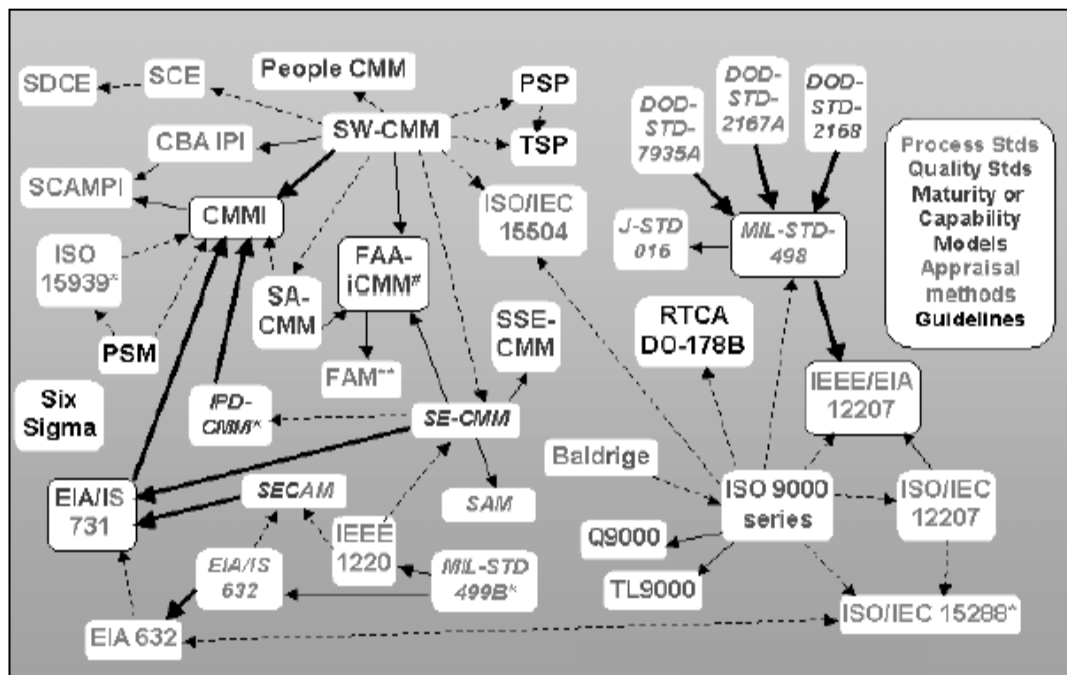 People CMM
SCE
SDCE
PSP
DOD-
STD-
2167A
DOD-
STD-
2168
DOD-
STD-
7935A
SW-CMM
CBA IPI
TSP
Process Stds
Quality Stds
Maturity or
Capability
Models
Appraisal
methods
Guidelines
SCAMPI
CMMI
ISO/IEC
15504
J-STD
016
MIL-STD-
498
ISO
15939*
FAA-
iCMM#
SA-
CMM
SSE-
CMM
RTCA
DO-178B
PSM
FAM**
IEEE/EIA
12207
Six
Sigma
IPD-
CMM*
SE-CMM
Baldrige
EIA/IS
731
SECAM
SAM
ISO 9000
series
ISO/IEC
12207
IEEE
1220
Q9000
EIA/IS
632
MIL-STD
499B*
TL9000
EIA 632
ISO/IEC 15288*